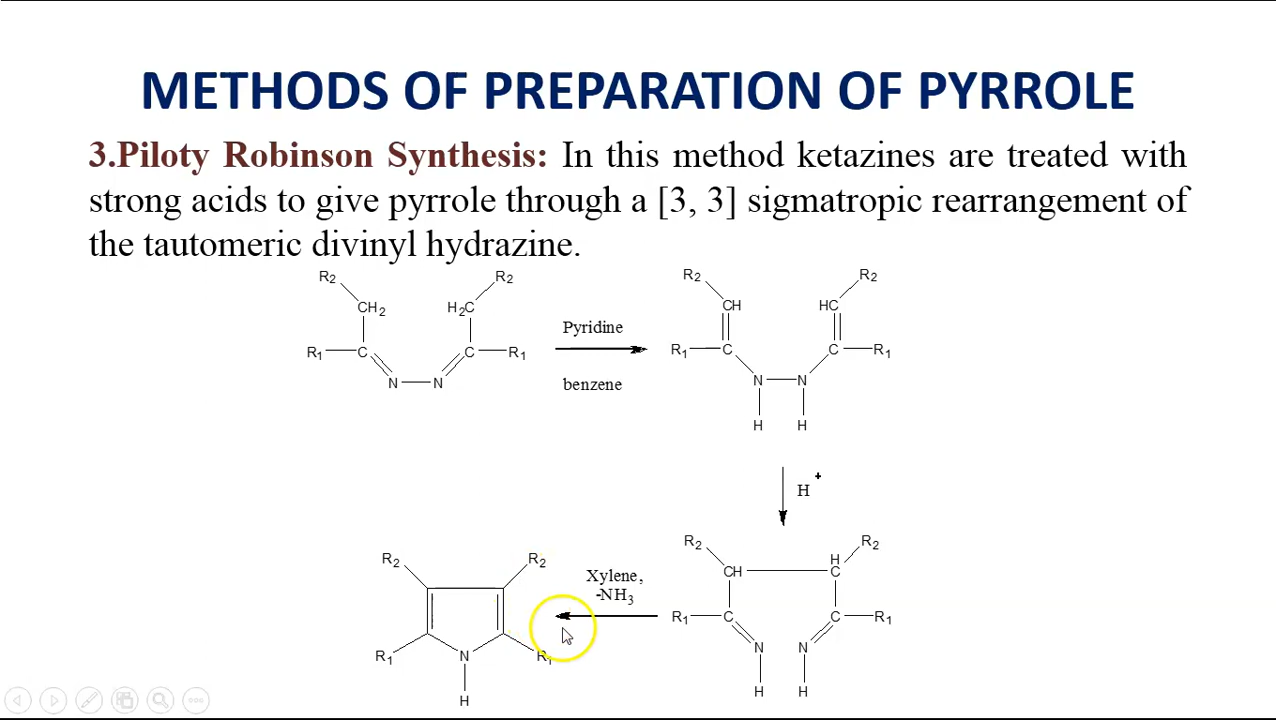 METHODS OF PREPARATION OF PYRROLE
3.Piloty Robinson Synthesis: In this method ketazines are treated with
strong acids to give pyrrole through a [3, 3] sigmatropic rearrangement of
the tautomeric divinyl hydrazine.
R2 R2 R2 R2
CH2 H2C CH HC
Pyridine
R1 C C R1 R1 C C R1
N N benzene N N
H H
H+
R2 R2 R2 R2
Xylene, CH H C
-NH3
R1 C C R1
R1 N R1 N N
H H H